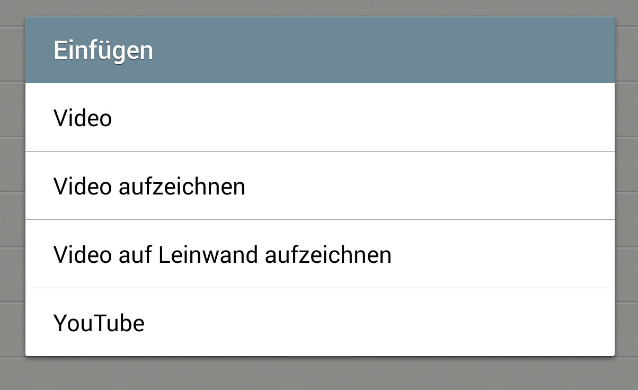 Einfügen
Video
Video aufzeichnen
Video auf Leinwand aufzeichnen
YouTube